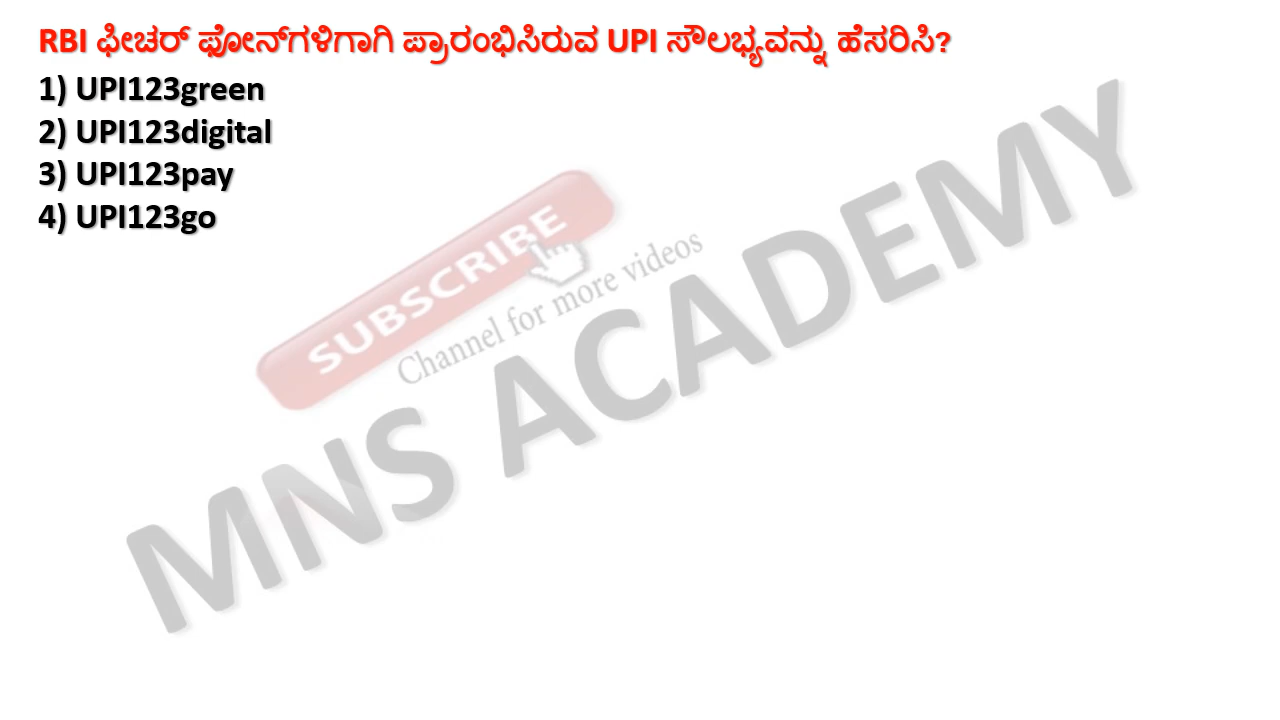 RBI ಫೀಚರ್ ಫೋನ್‌ಗಳಿಗಾಗಿ ಪ್ರಾರಂಭಿಸಿರುವ UPI ಸೌಲಭ್ಯವನ್ನು ಹೆಸರಿಸಿ?
1) UPI123green
2) UPI123digital
3) UPI123pay
4) UPI123go
SUBSCRIBE
Channel for more videos
MNS ACADEMY